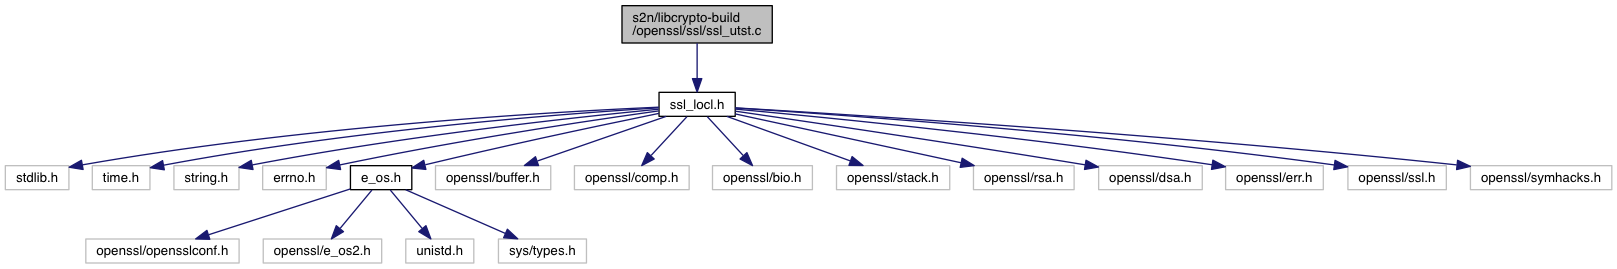 s2n/libcrypto-build
/openssl/ssl/ssl_utst.c
ssl_locl.h
stdlib.h
time.h
string.h
errno.h
e_os.h
openssl/buffer.h
openssl/comp.h
openssl/bio.h
openssl/stack.h
openssl/rsa.h
openssl/dsa.h
openssl/err.h
openssl/ssl.h
openssl/symhacks.h
openssl/opensslconf.h
openssl/e_os2.h
unistd.h
sys/types.h